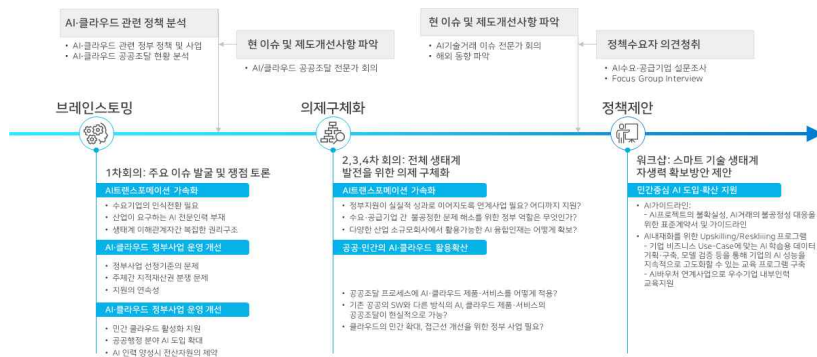 AI·클라우드 관련 정책 분석
• AI-클라우드 관련 정부 정책 및 사업
• AI-클라우드 공공조달 현황 분석
현 이슈 및 제도개선사항 파악
• AI/클라우드 공공조달 전문가 회의
현 이슈 및 제도개선사항 파악
• AI기술거래 이슈 전문가 회의
• 해외 동향 파악
정책수요자 의견청취
• AI수요·공급기업 설문조사
• Focus Group Interview
브레인스토밍
의제구체화
정책제안
1차회의: 주요 이슈 발굴 및 쟁점 토론
AI트랜스포메이션 가속화
• 수요기업의 인식전환 필요
• 산업이 요구하는 AI 전문인력 부재
• 생태계 이해관계자간 복잡한 권리구조
AI·클라우드 정부사업 운영 개선
• 정부사업 선정기준의 문제
• 주체간 지적재산권 분쟁 문제
• 지원의 연속성
AI·클라우드 정부사업 운영 개선
• 민간 클라우드 활성화 지원
• 공공행정 분야 AI 도입 확대
• AI 인력 양성시 전산자원의 제약
2,3,4차 회의: 전체 생태계
발전을 위한 의제 구체화
AI트랜스포메이션 가속화
• 정부지원이 실질적 성과로 이어지도록 연계사업 필요? 어디까지 지원?
• 수요·공급기업 간 불공정한 문제 해소를 위한 정부 역할은 무엇인가?
• 다양한 산업 소규모회사에서 활용가능한 AI 융합인재는 어떻게 확보?
공공·민간의 AI·클라우드 활용확산
• 공공조달 프로세스에 AI·클라우드 제품·서비스를 어떻게 적용?
• 기존 공공의 SW와 다른 방식의 AI, 클라우드 제품·서비스의
공공조달이 현실적으로 가능?
• 클라우드의 민간 확대, 접근선 개선을 위한 정부 사업 필요?
워크샵: 스마트 기술 생태계
자생력 확보방안 제안
인간중심 AI 도입·확산 지원
• AI가이드라인:
- AI프로젝트의 불확실성, AI거래의 불공정성 대응을
위한 표준계약서 및 가이드라인
• AI내재화를 위한 Upskilling/Reskliiing 프로그램
- 기업 비즈니스 Use-Case에 맞는 AI 학습용 데이터
기획·구축, 모델 검증 등을 통해 기업의 AI 성능을
지속적으로 고도화할 수 있는 교육 프로그램 구축
- AI바우처 연계사업으로 우수기업 내부인력
교육지원